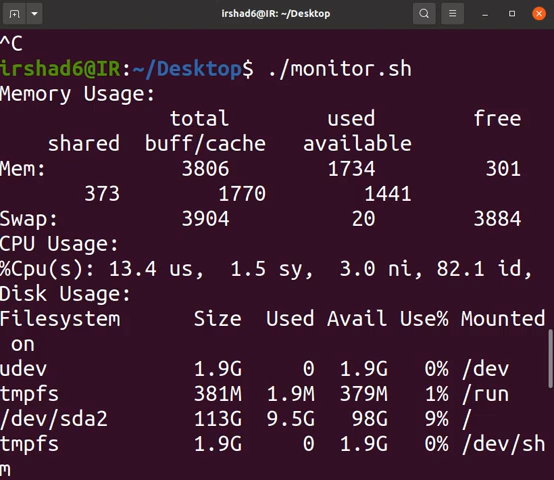 irshad6@IR: ~/Desktop
^C
irshad6@IR:~/Desktop$ ./monitor.sh
Memory Usage:
total used free
shared buff/cache available
Mem: 3806 1734 301
373 1770 1441
Swap: 3904 20 3884
CPU Usage:
%Cpu(s): 13.4 us, 1.5 sy, 3.0 ni, 82.1 id,
Disk Usage:
Filesystem Size Used Avail Use% Mounted
on
udev 1.9G 0 1.9G 0% /dev
tmpfs 381M 1.9M 379M 1% /run
/dev/sda2 113G 9.5G 98G 9% /
tmpfs 1.9G 0 1.9G 0% /dev/sh
m